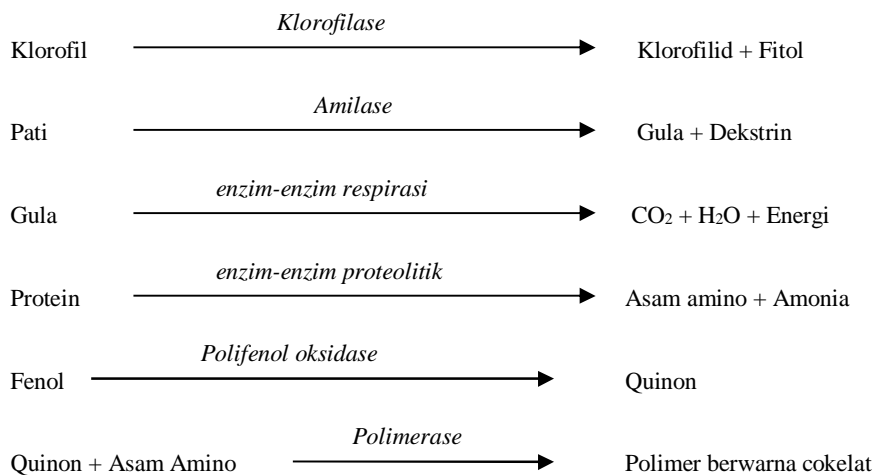 Klorofilase
Klorofil Klorofilid + Fitol
Amilase
Pati Gula + Dekstrin
enzim-enzim respirasi
Gula CO₂ + H₂O + Energi
enzim-enzim proteolitik
Protein Asam amino + Amonia
Polifenol oksidase
Fenol Quinon
Polimerase
Quinon + Asam Amino Polimer berwarna cokelat